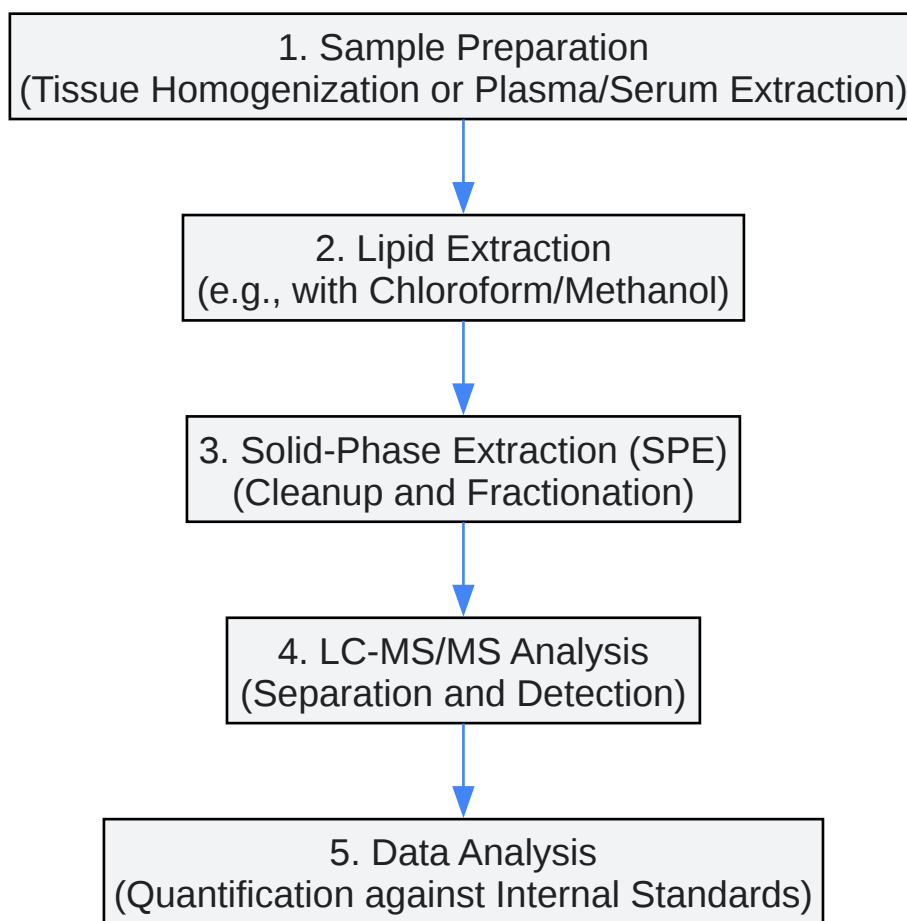 1. Sample Preparation
(Tissue Homogenization or Plasma/Serum Extraction)
2. Lipid Extraction
(e.g., with Chloroform/Methanol)
3. Solid-Phase Extraction (SPE)
(Cleanup and Fractionation)
4. LC-MS/MS Analysis
(Separation and Detection)
5. Data Analysis
(Quantification against Internal Standards)